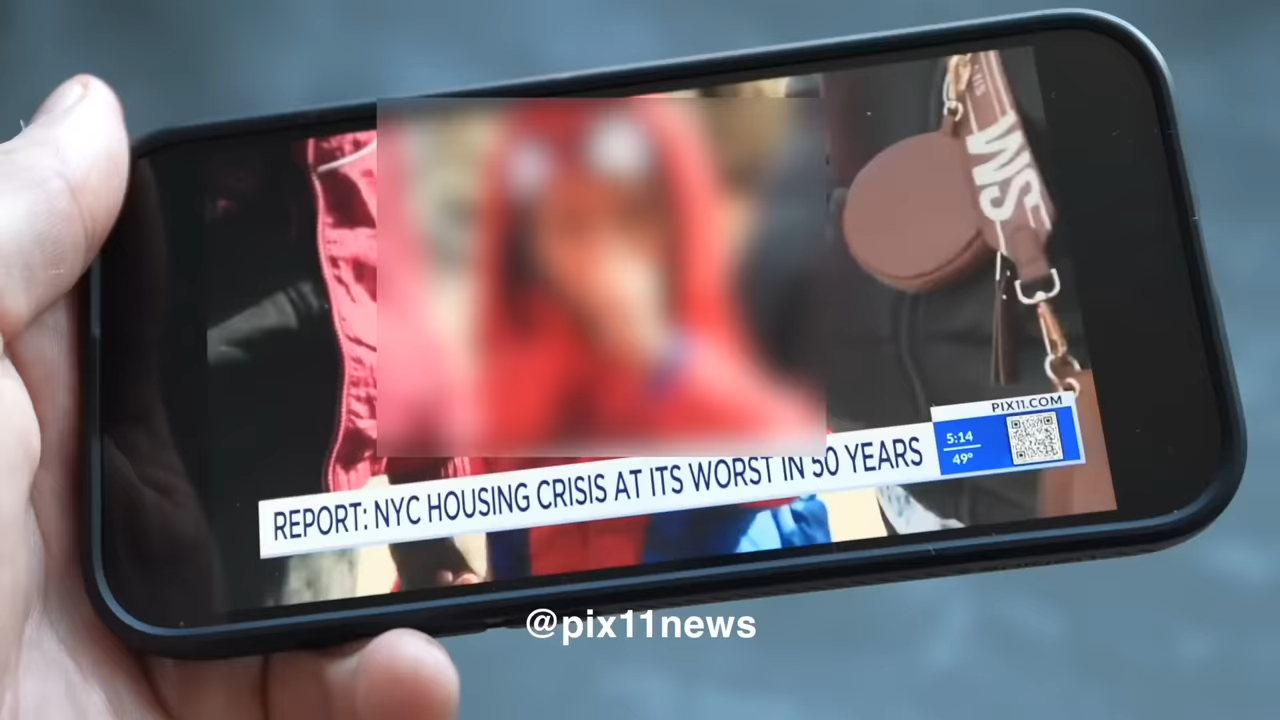 PIX11.COM
5:14
49°
REPORT: NYC HOUSING CRISIS AT ITS WORST IN 50 YEARS
@pix11news